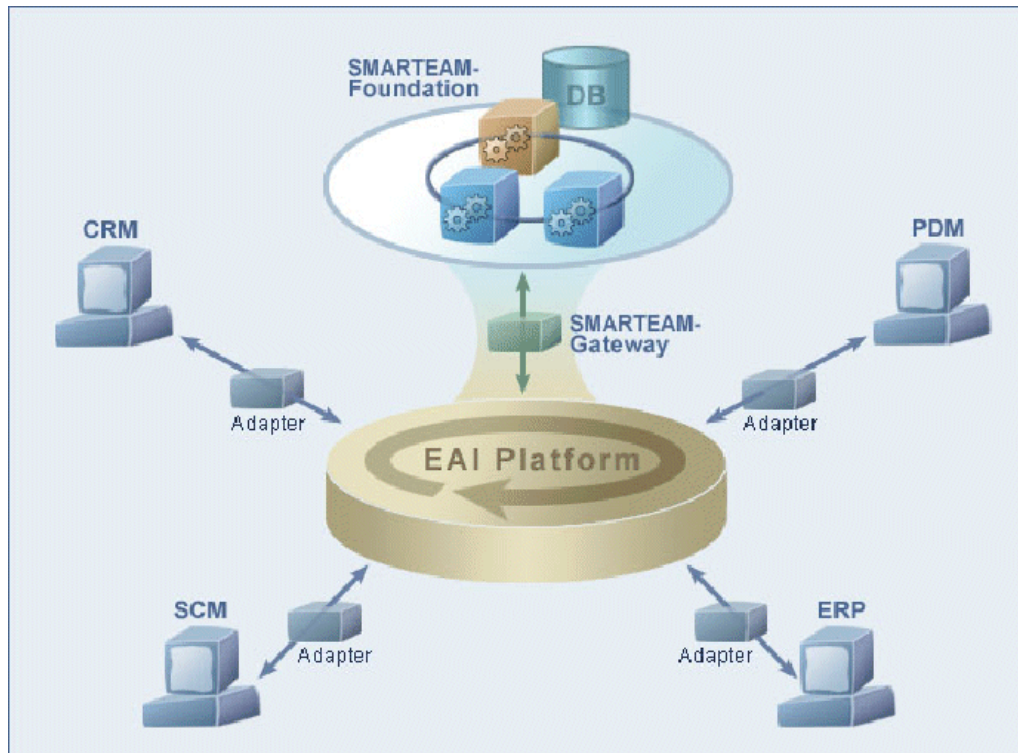 SMARTEAM-
Foundation
DB
CRM
PDM
SMARTEAM-
Gateway
Adapter
Adapter
EAI Platform
SCM
ERP
Adapter
Adapter